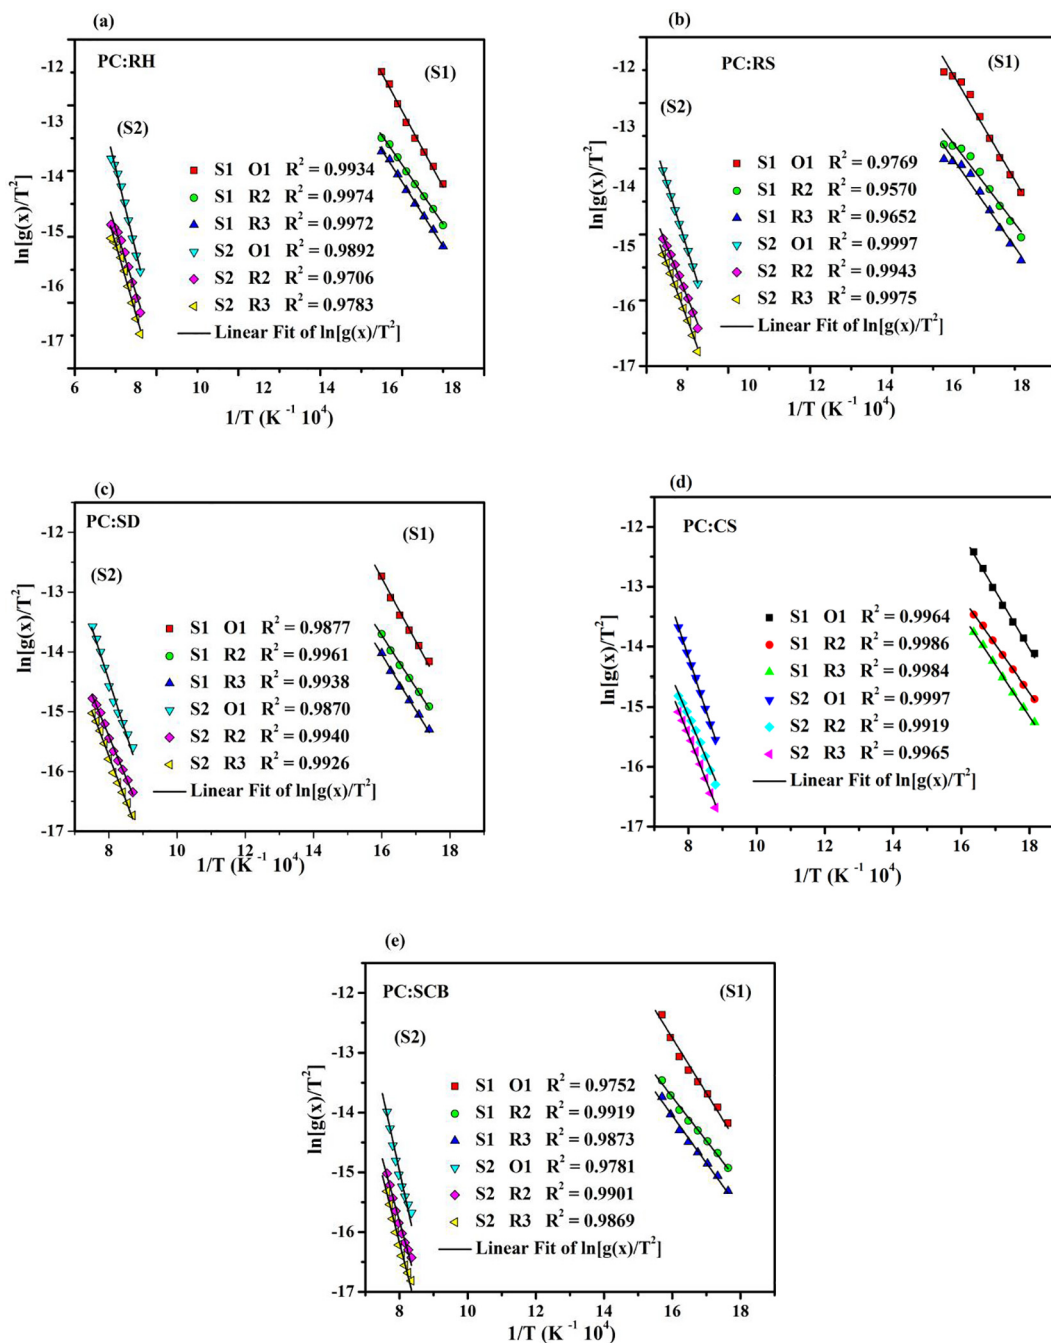 (a)
PC:RH
(S1)
(S2)
S1 O1 R² = 0.9934
S1 R2 R² = 0.9974
S1 R3 R² = 0.9972
S2 O1 R² = 0.9892
S2 R2 R² = 0.9706
S2 R3 R² = 0.9783
Linear Fit of ln[g(x)/T²]
ln[g(x)/T²]
-12
-13
-14
-15
-16
-17
6 8 10 12 14 16 18
1/T (K⁻¹ 10⁴)
(b)
PC:RS
(S1)
(S2)
S1 O1 R² = 0.9769
S1 R2 R² = 0.9570
S1 R3 R² = 0.9652
S2 O1 R² = 0.9997
S2 R2 R² = 0.9943
S2 R3 R² = 0.9975
Linear Fit of ln[g(x)/T²]
ln[g(x)/T²]
-12
-13
-14
-15
-16
-17
8 10 12 14 16 18
1/T (K⁻¹ 10⁴)
(c)
PC:SD
(S1)
(S2)
S1 O1 R² = 0.9877
S1 R2 R² = 0.9961
S1 R3 R² = 0.9938
S2 O1 R² = 0.9870
S2 R2 R² = 0.9940
S2 R3 R² = 0.9926
Linear Fit of ln[g(x)/T²]
ln[g(x)/T²]
-12
-13
-14
-15
-16
-17
8 10 12 14 16 18
1/T (K⁻¹ 10⁴)
(d)
PC:CS
(S1)
(S2)
S1 O1 R² = 0.9964
S1 R2 R² = 0.9986
S1 R3 R² = 0.9984
S2 O1 R² = 0.9997
S2 R2 R² = 0.9919
S2 R3 R² = 0.9965
Linear Fit of ln[g(x)/T²]
ln[g(x)/T²]
-12
-13
-14
-15
-16
-17
8 10 12 14 16 18
1/T (K⁻¹ 10⁴)
(e)
PC:SCB
(S1)
(S2)
S1 O1 R² = 0.9752
S1 R2 R² = 0.9919
S1 R3 R² = 0.9873
S2 O1 R² = 0.9781
S2 R2 R² = 0.9901
S2 R3 R² = 0.9869
Linear Fit of ln[g(x)/T²]
ln[g(x)/T²]
-12
-13
-14
-15
-16
-17
8 10 12 14 16 18
1/T (K⁻¹ 10⁴)